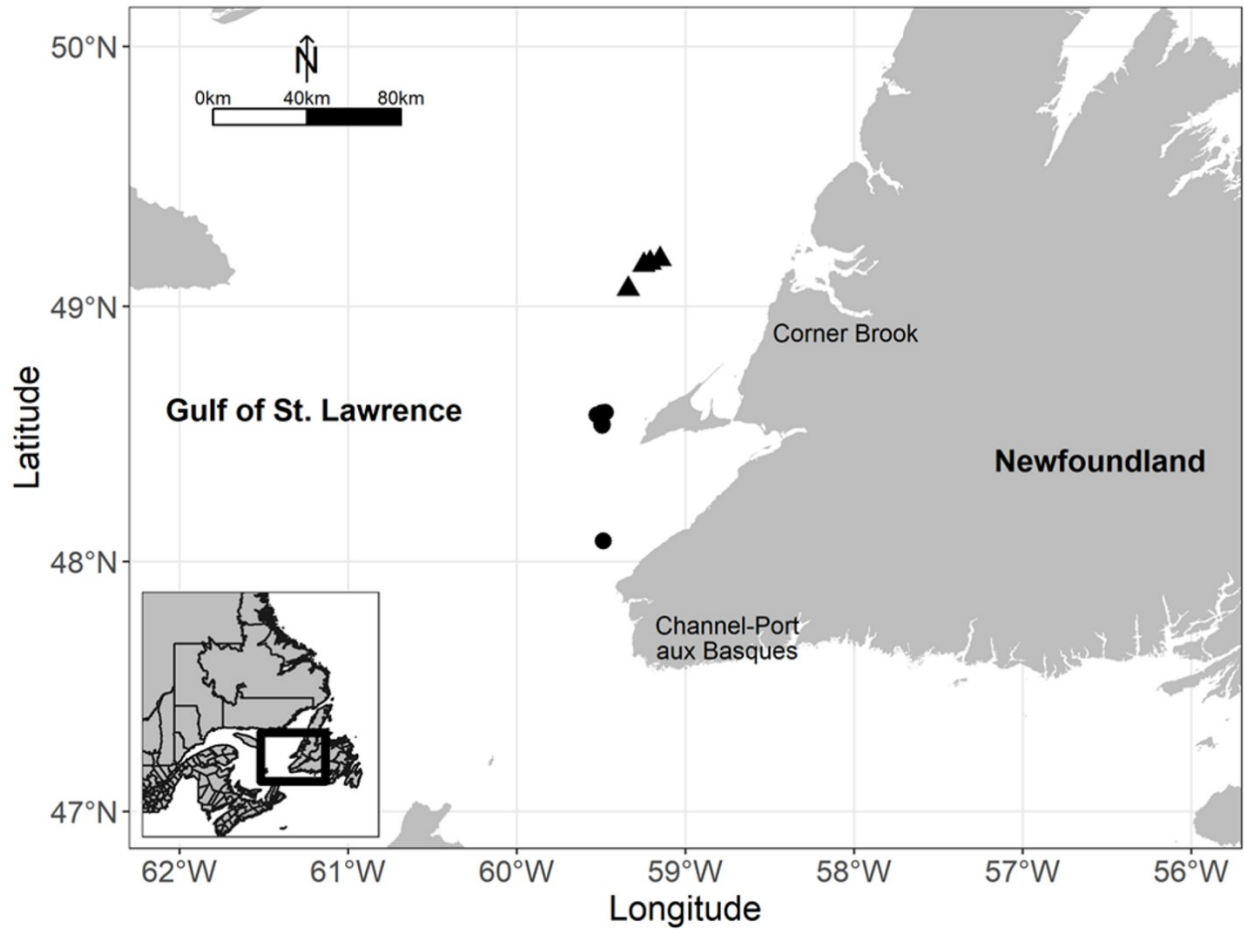 50°N
N
0km 40km 80km
49°N
Corner Brook
Gulf of St. Lawrence
Newfoundland
Latitude
48°N
Channel-Port
aux Basques
47°N
62°W 61°W 60°W 59°W 58°W 57°W 56°W
Longitude